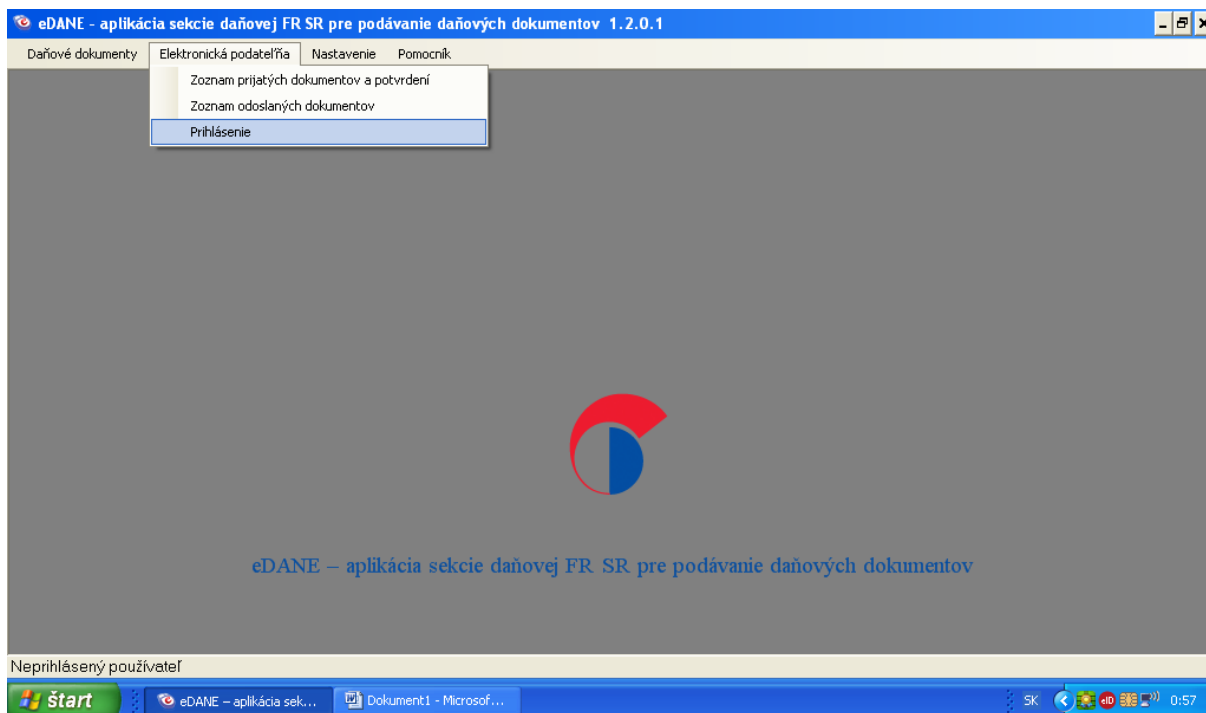 eDANE - aplikácia sekcie daňovej FR SR pre podávanie daňových dokumentov 1.2.0.1
Daňové dokumenty Elektronická podateľňa Nastavenie Pomocník
Zoznam prijatých dokumentov a potvrdení
Zoznam odoslaných dokumentov
Prihlásenie
eDANE – aplikácia sekcie daňovej FR SR pre podávanie daňových dokumentov
Neprihlásený používateľ
štart eDANE – aplikácia sek... Dokument1 - Microsof... SK eID 0:57